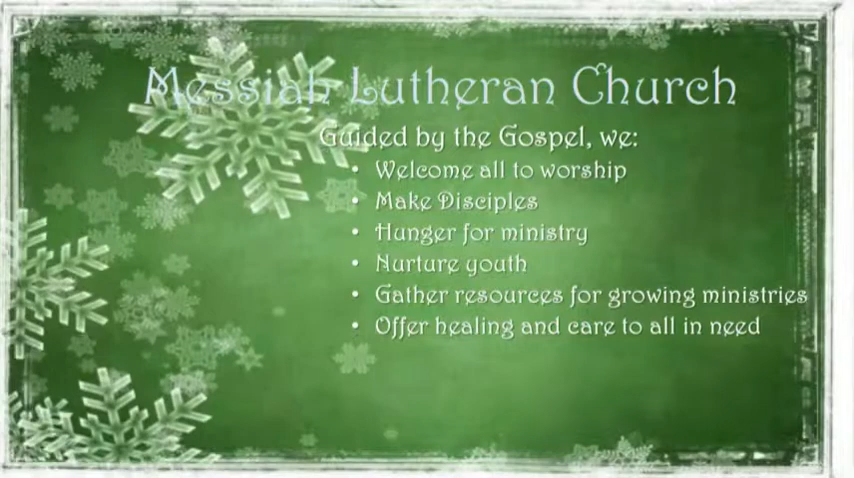 Messiah Lutheran Church
Guided by the Gospel, we:
• Welcome all to worship
• Make Disciples
• Hunger for ministry
• Nurture youth
• Gather resources for growing ministries
• Offer healing and care to all in need